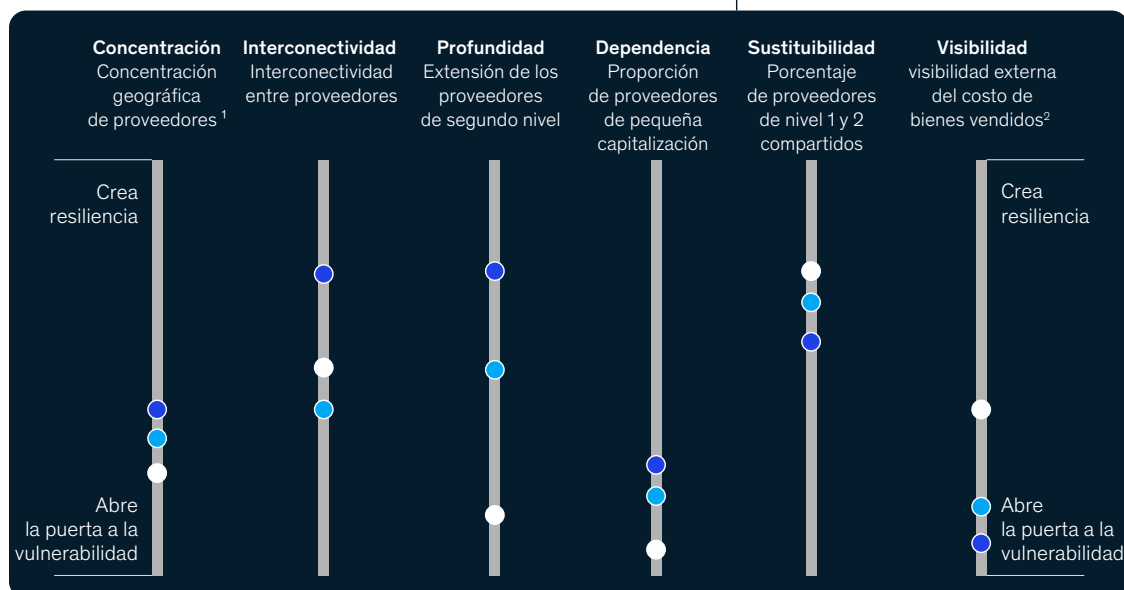 Concentración
Concentración
geográfica
de proveedores ¹
Interconectividad
Interconectividad
entre proveedores
Profundidad
Extensión de los
proveedores
de segundo nivel
Dependencia
Proporción
de proveedores
de pequeña
capitalización
Sustituibilidad
Porcentaje
de proveedores
de nivel 1 y 2
compartidos
Visibilidad
visibilidad externa
del costo de
bienes vendidos²
Crea
resiliencia
Abre
la puerta a la
vulnerabilidad
Crea
resiliencia
Abre
la puerta a la
vulnerabilidad